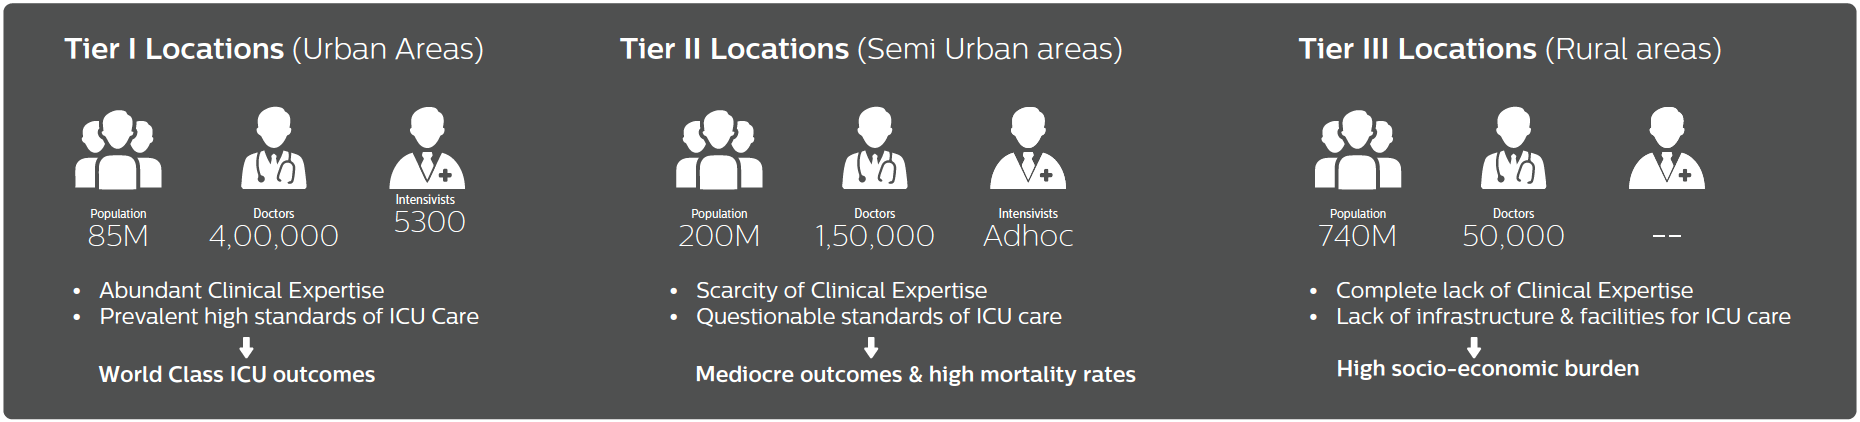 Tier I Locations (Urban Areas)
Population
85M
Doctors
4,00,000
Intensivists
5300
• Abundant Clinical Expertise
• Prevalent high standards of ICU Care
World Class ICU outcomes
Tier II Locations (Semi Urban areas)
Population
200M
Doctors
1,50,000
Intensivists
Adhoc
• Scarcity of Clinical Expertise
• Questionable standards of ICU care
Mediocre outcomes & high mortality rates
Tier III Locations (Rural areas)
Population
740M
Doctors
50,000
--
• Complete lack of Clinical Expertise
• Lack of infrastructure & facilities for ICU care
High socio-economic burden